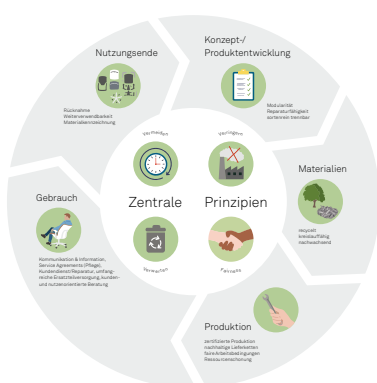 Nutzungsende
Rücknahme
Weiterverwendbarkeit
Materialkennzeichnung
Konzept-/
Produktentwicklung
Modularität
Reparaturfähigkeit
sortenrein trennbar
Materialien
recycelt
kreislauffähig
nachwachsend
Produktion
zertifizierte Produktion
nachhaltige Lieferketten
faire Arbeitsbedingungen
Ressourcenschonung
Gebrauch
Kommunikation & Information,
Service Agreements (Pflege),
Kundendienst/Reparatur, umfang-
reiche Ersatzteilversorgung, kunden-
und nutzerorientierte Beratung
Vermeiden
Verringern
Zentrale Prinzipien
Verwerten
Fairness